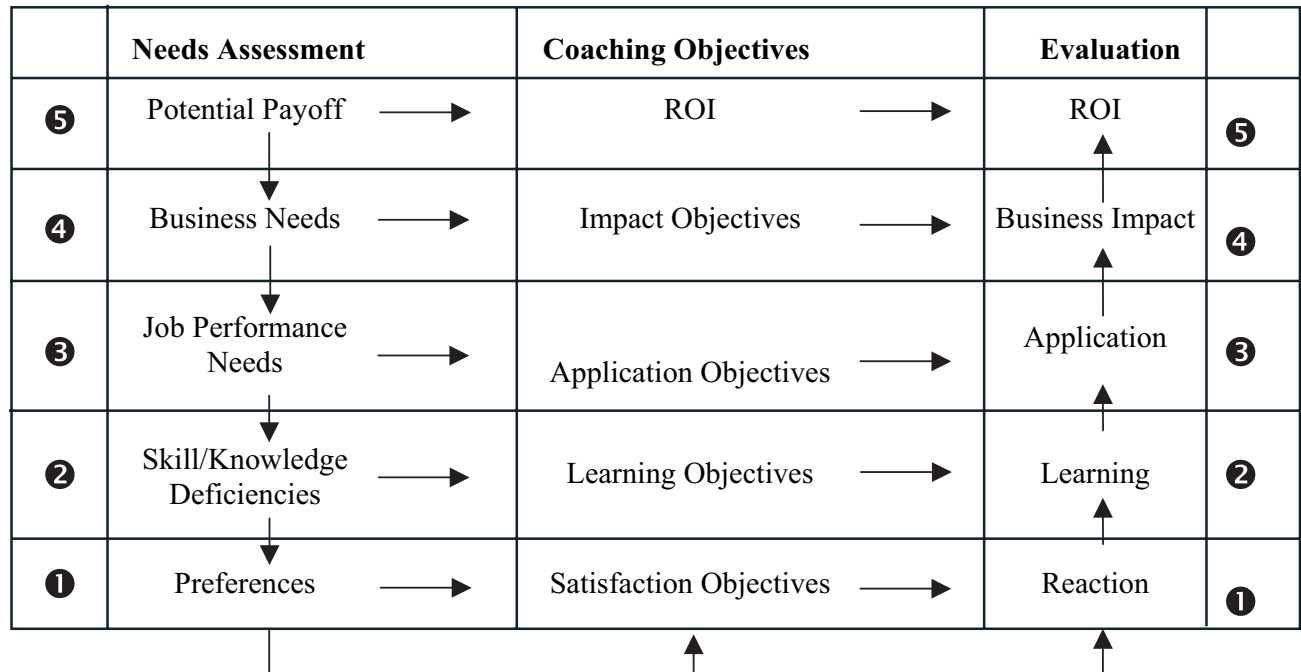 Needs Assessment Coaching Objectives Evaluation
❺ Potential Payoff ROI ROI ❺
❹ Business Needs Impact Objectives Business Impact ❹
❸ Job Performance
Needs Application Objectives Application ❸
❷ Skill/Knowledge
Deficiencies Learning Objectives Learning ❷
❶ Preferences Satisfaction Objectives Reaction ❶